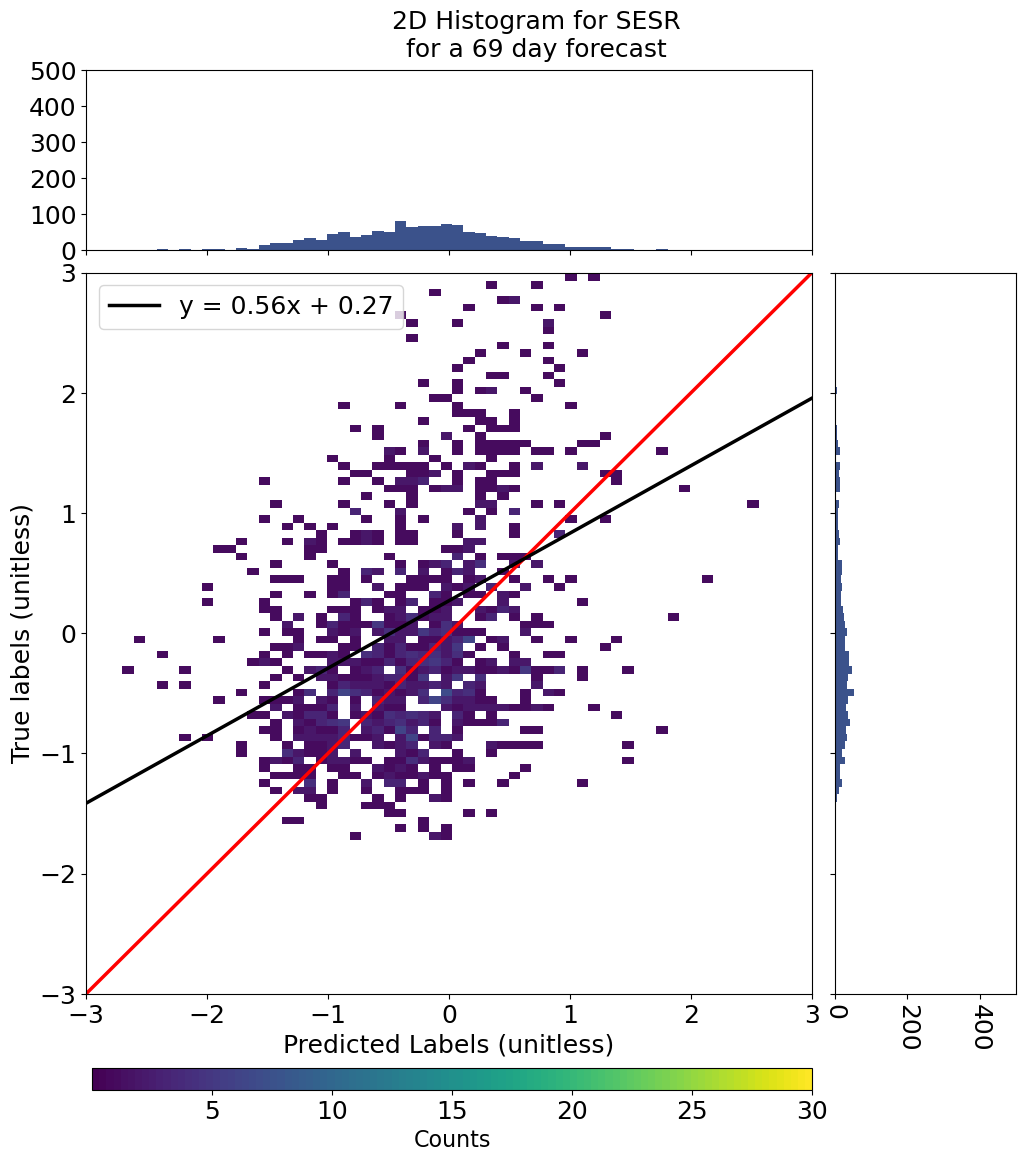 2D Histogram for SESR
for a 69 day forecast
500
400
300
200
100
0
3
2
1
0
−1
−2
−3
True labels (unitless)
y = 0.56x + 0.27
−3 −2 −1 0 1 2 3
Predicted Labels (unitless)
0 200 400
5 10 15 20 25 30
Counts